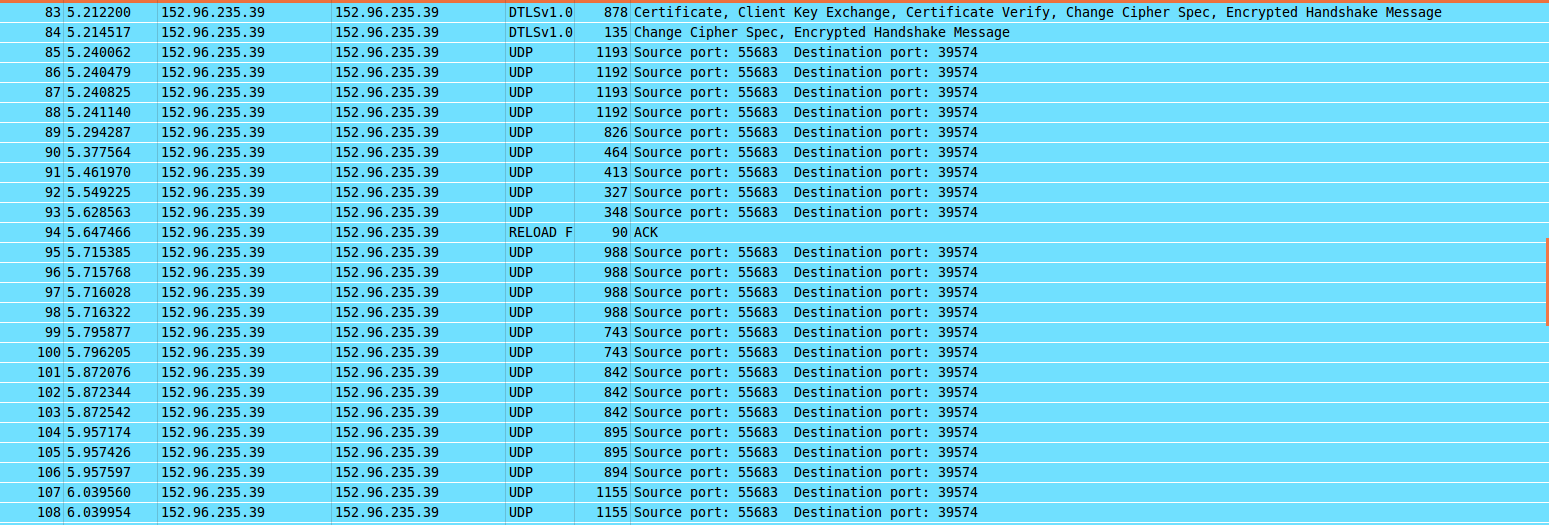 83 5.212200 152.96.235.39 152.96.235.39 DTLSv1.0 878 Certificate, Client Key Exchange, Certificate Verify, Change Cipher Spec, Encrypted Handshake Message
84 5.214517 152.96.235.39 152.96.235.39 DTLSv1.0 135 Change Cipher Spec, Encrypted Handshake Message
85 5.240062 152.96.235.39 152.96.235.39 UDP 1193 Source port: 55683 Destination port: 39574
86 5.240479 152.96.235.39 152.96.235.39 UDP 1192 Source port: 55683 Destination port: 39574
87 5.240825 152.96.235.39 152.96.235.39 UDP 1193 Source port: 55683 Destination port: 39574
88 5.241140 152.96.235.39 152.96.235.39 UDP 1192 Source port: 55683 Destination port: 39574
89 5.294287 152.96.235.39 152.96.235.39 UDP 826 Source port: 55683 Destination port: 39574
90 5.377564 152.96.235.39 152.96.235.39 UDP 464 Source port: 55683 Destination port: 39574
91 5.461970 152.96.235.39 152.96.235.39 UDP 413 Source port: 55683 Destination port: 39574
92 5.549225 152.96.235.39 152.96.235.39 UDP 327 Source port: 55683 Destination port: 39574
93 5.628563 152.96.235.39 152.96.235.39 UDP 348 Source port: 55683 Destination port: 39574
94 5.647466 152.96.235.39 152.96.235.39 RELOAD F 90 ACK
95 5.715385 152.96.235.39 152.96.235.39 UDP 988 Source port: 55683 Destination port: 39574
96 5.715768 152.96.235.39 152.96.235.39 UDP 988 Source port: 55683 Destination port: 39574
97 5.716028 152.96.235.39 152.96.235.39 UDP 988 Source port: 55683 Destination port: 39574
98 5.716322 152.96.235.39 152.96.235.39 UDP 988 Source port: 55683 Destination port: 39574
99 5.795877 152.96.235.39 152.96.235.39 UDP 743 Source port: 55683 Destination port: 39574
100 5.796205 152.96.235.39 152.96.235.39 UDP 743 Source port: 55683 Destination port: 39574
101 5.872076 152.96.235.39 152.96.235.39 UDP 842 Source port: 55683 Destination port: 39574
102 5.872344 152.96.235.39 152.96.235.39 UDP 842 Source port: 55683 Destination port: 39574
103 5.872542 152.96.235.39 152.96.235.39 UDP 842 Source port: 55683 Destination port: 39574
104 5.957174 152.96.235.39 152.96.235.39 UDP 895 Source port: 55683 Destination port: 39574
105 5.957426 152.96.235.39 152.96.235.39 UDP 895 Source port: 55683 Destination port: 39574
106 5.957597 152.96.235.39 152.96.235.39 UDP 894 Source port: 55683 Destination port: 39574
107 6.039560 152.96.235.39 152.96.235.39 UDP 1155 Source port: 55683 Destination port: 39574
108 6.039954 152.96.235.39 152.96.235.39 UDP 1155 Source port: 55683 Destination port: 39574